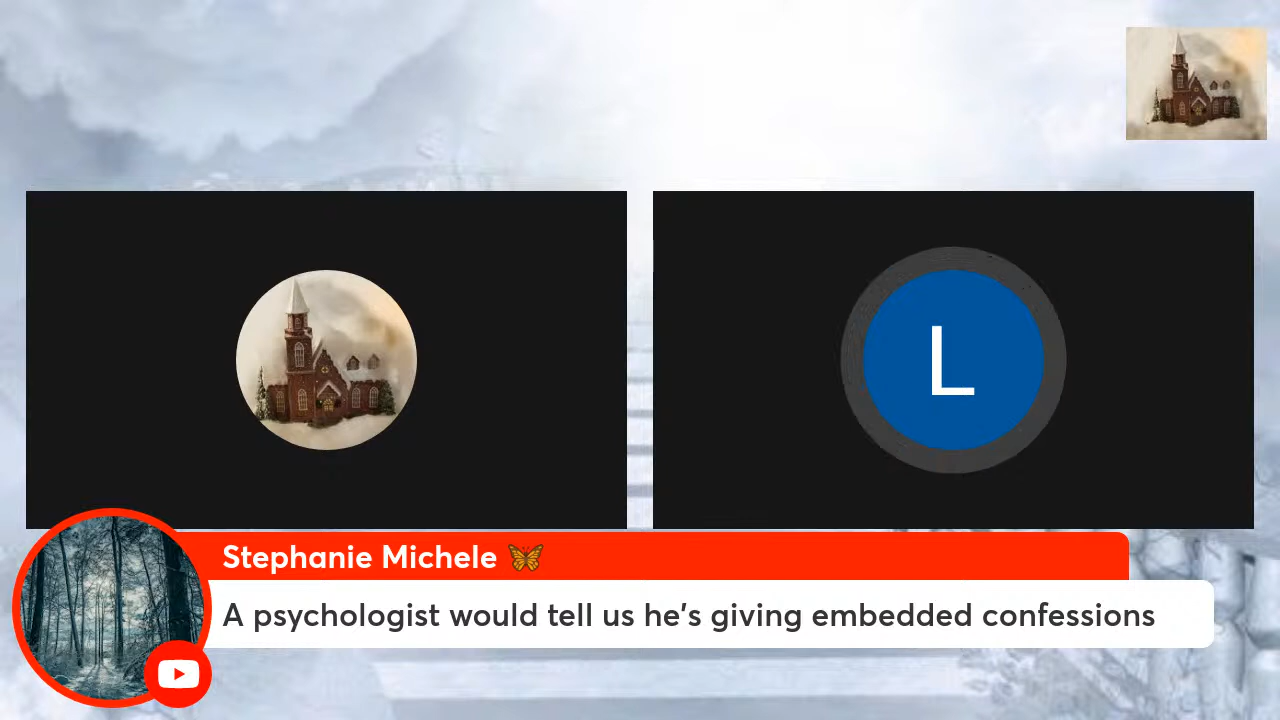 L
Stephanie Michele 🦋
A psychologist would tell us he's giving embedded confessions